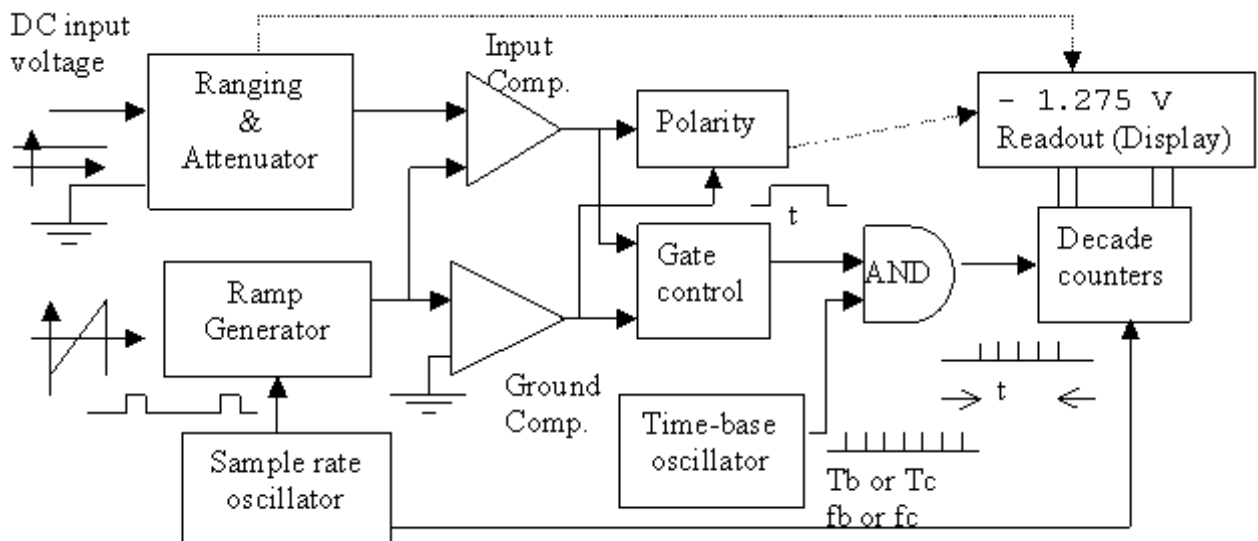 DC input
voltage
Ranging
&
Attenuator
Input
Comp.
Polarity
- 1.275 V
Readout (Display)
t
Gate
control
AND
Decade
counters
Ramp
Generator
Ground
Comp.
t
Time-base
oscillator
Tb or Tc
fb or fc
Sample rate
oscillator